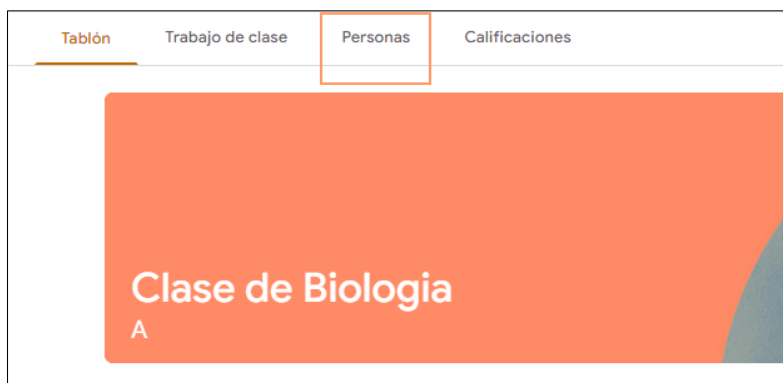 Tablón Trabajo de clase Personas Calificaciones
Clase de Biologia
A